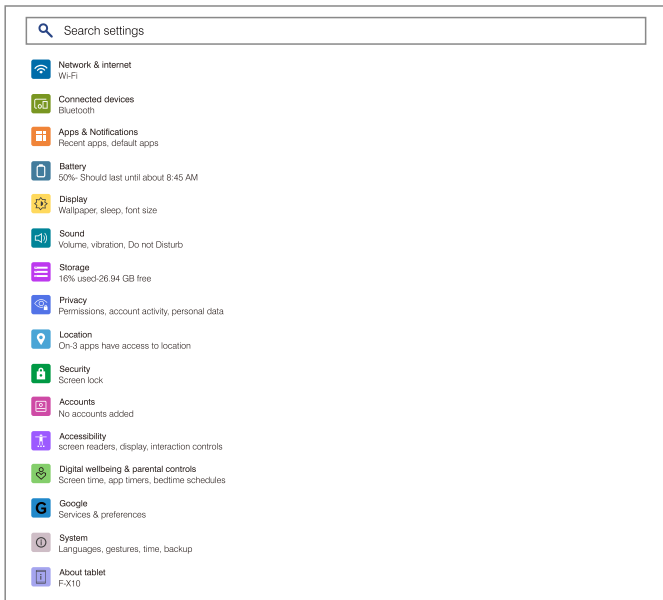 Search settings
Network & internet
Wi-Fi
Connected devices
Bluetooth
Apps & Notifications
Recent apps, default apps
Battery
50%- Should last until about 8:45 AM
Display
Wallpaper, sleep, font size
Sound
Volume, vibration, Do not Disturb
Storage
16% used-26.94 GB free
Privacy
Permissions, account activity, personal data
Location
On-3 apps have access to location
Security
Screen lock
Accounts
No accounts added
Accessibility
screen readers, display, interaction controls
Digital wellbeing & parental controls
Screen time, app timers, bedtime schedules
G
Google
Services & preferences
System
Languages, gestures, time, backup
About tablet
F-X10